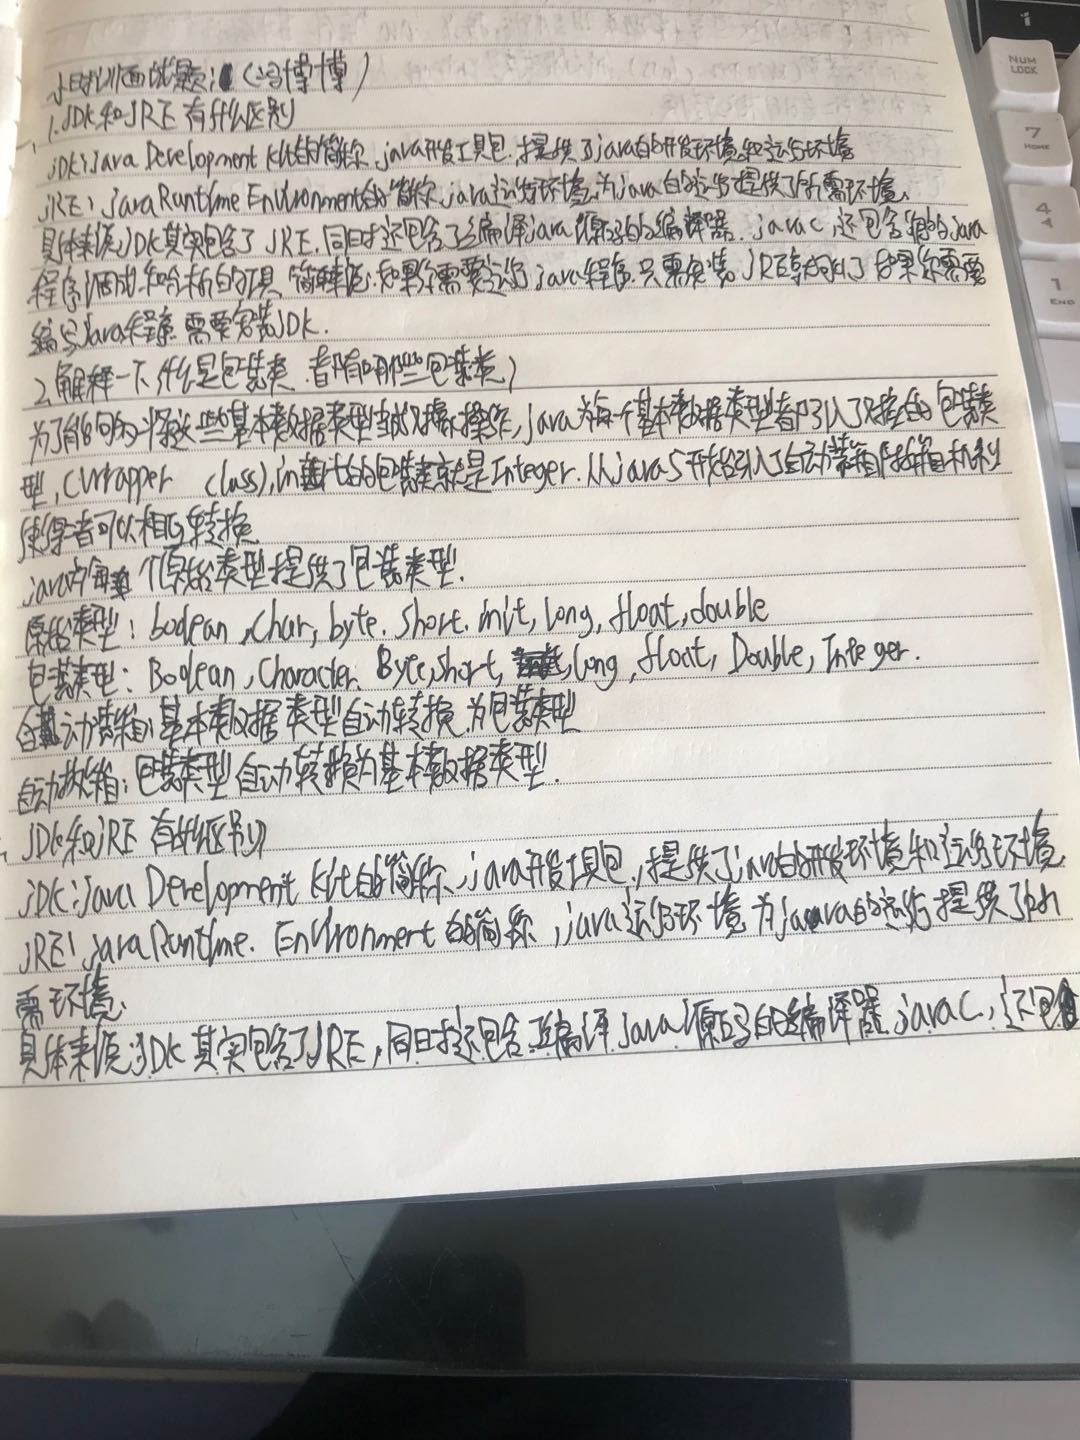 面试题：（冯博博）
1.JDK和JRE有什么区别
JDK：Java Development Kit的简称，java开发工具包，提供了java的开发环境和运行环境
JRE：java Runtime Environment的简称，java运行环境，为java的运行提供了所需环境、
具体来说JDK其实包含了JRE，同时还包含了编译java源码的编译器，javac，还包含很多java
程序调试和分析的工具 简单来说：如果你需要运行java程序，只需安装JRE就可以了 如果你需要
编写java程序 需要安装JDK.
2.解释一下什么是包装类 都有哪些包装类？
为了能够将这些基本数据类型当成对象操作，java为每个基本数据类型都引入了对应的包装类
型，(wrapper class)，int的包装类就是Integer.从java5开始引入了自动装箱/拆箱机制
使得者可以相互转换
java为每个原始类型提供了包装类型.
原始类型：boolean，char，byte，short，init，long，float，double
包装类型：Boolean，Character，Byte，short，long，float，Double，Integer.
自动装箱：基本数据类型自动转换为包装类型
自动拆箱：包装类型自动转换为基本数据类型.
JDK和JRE有什么区别
JDK：java Development Kit的简称，java开发工具包，提供了java的开发环境和运行环境
JRE：java Runtime. Environment的简称，java运行环境 为java的运行提供了所
需环境、
具体来说JDK其实包含了JRE，同时还包含编译java源码的编译器 javac，还包含